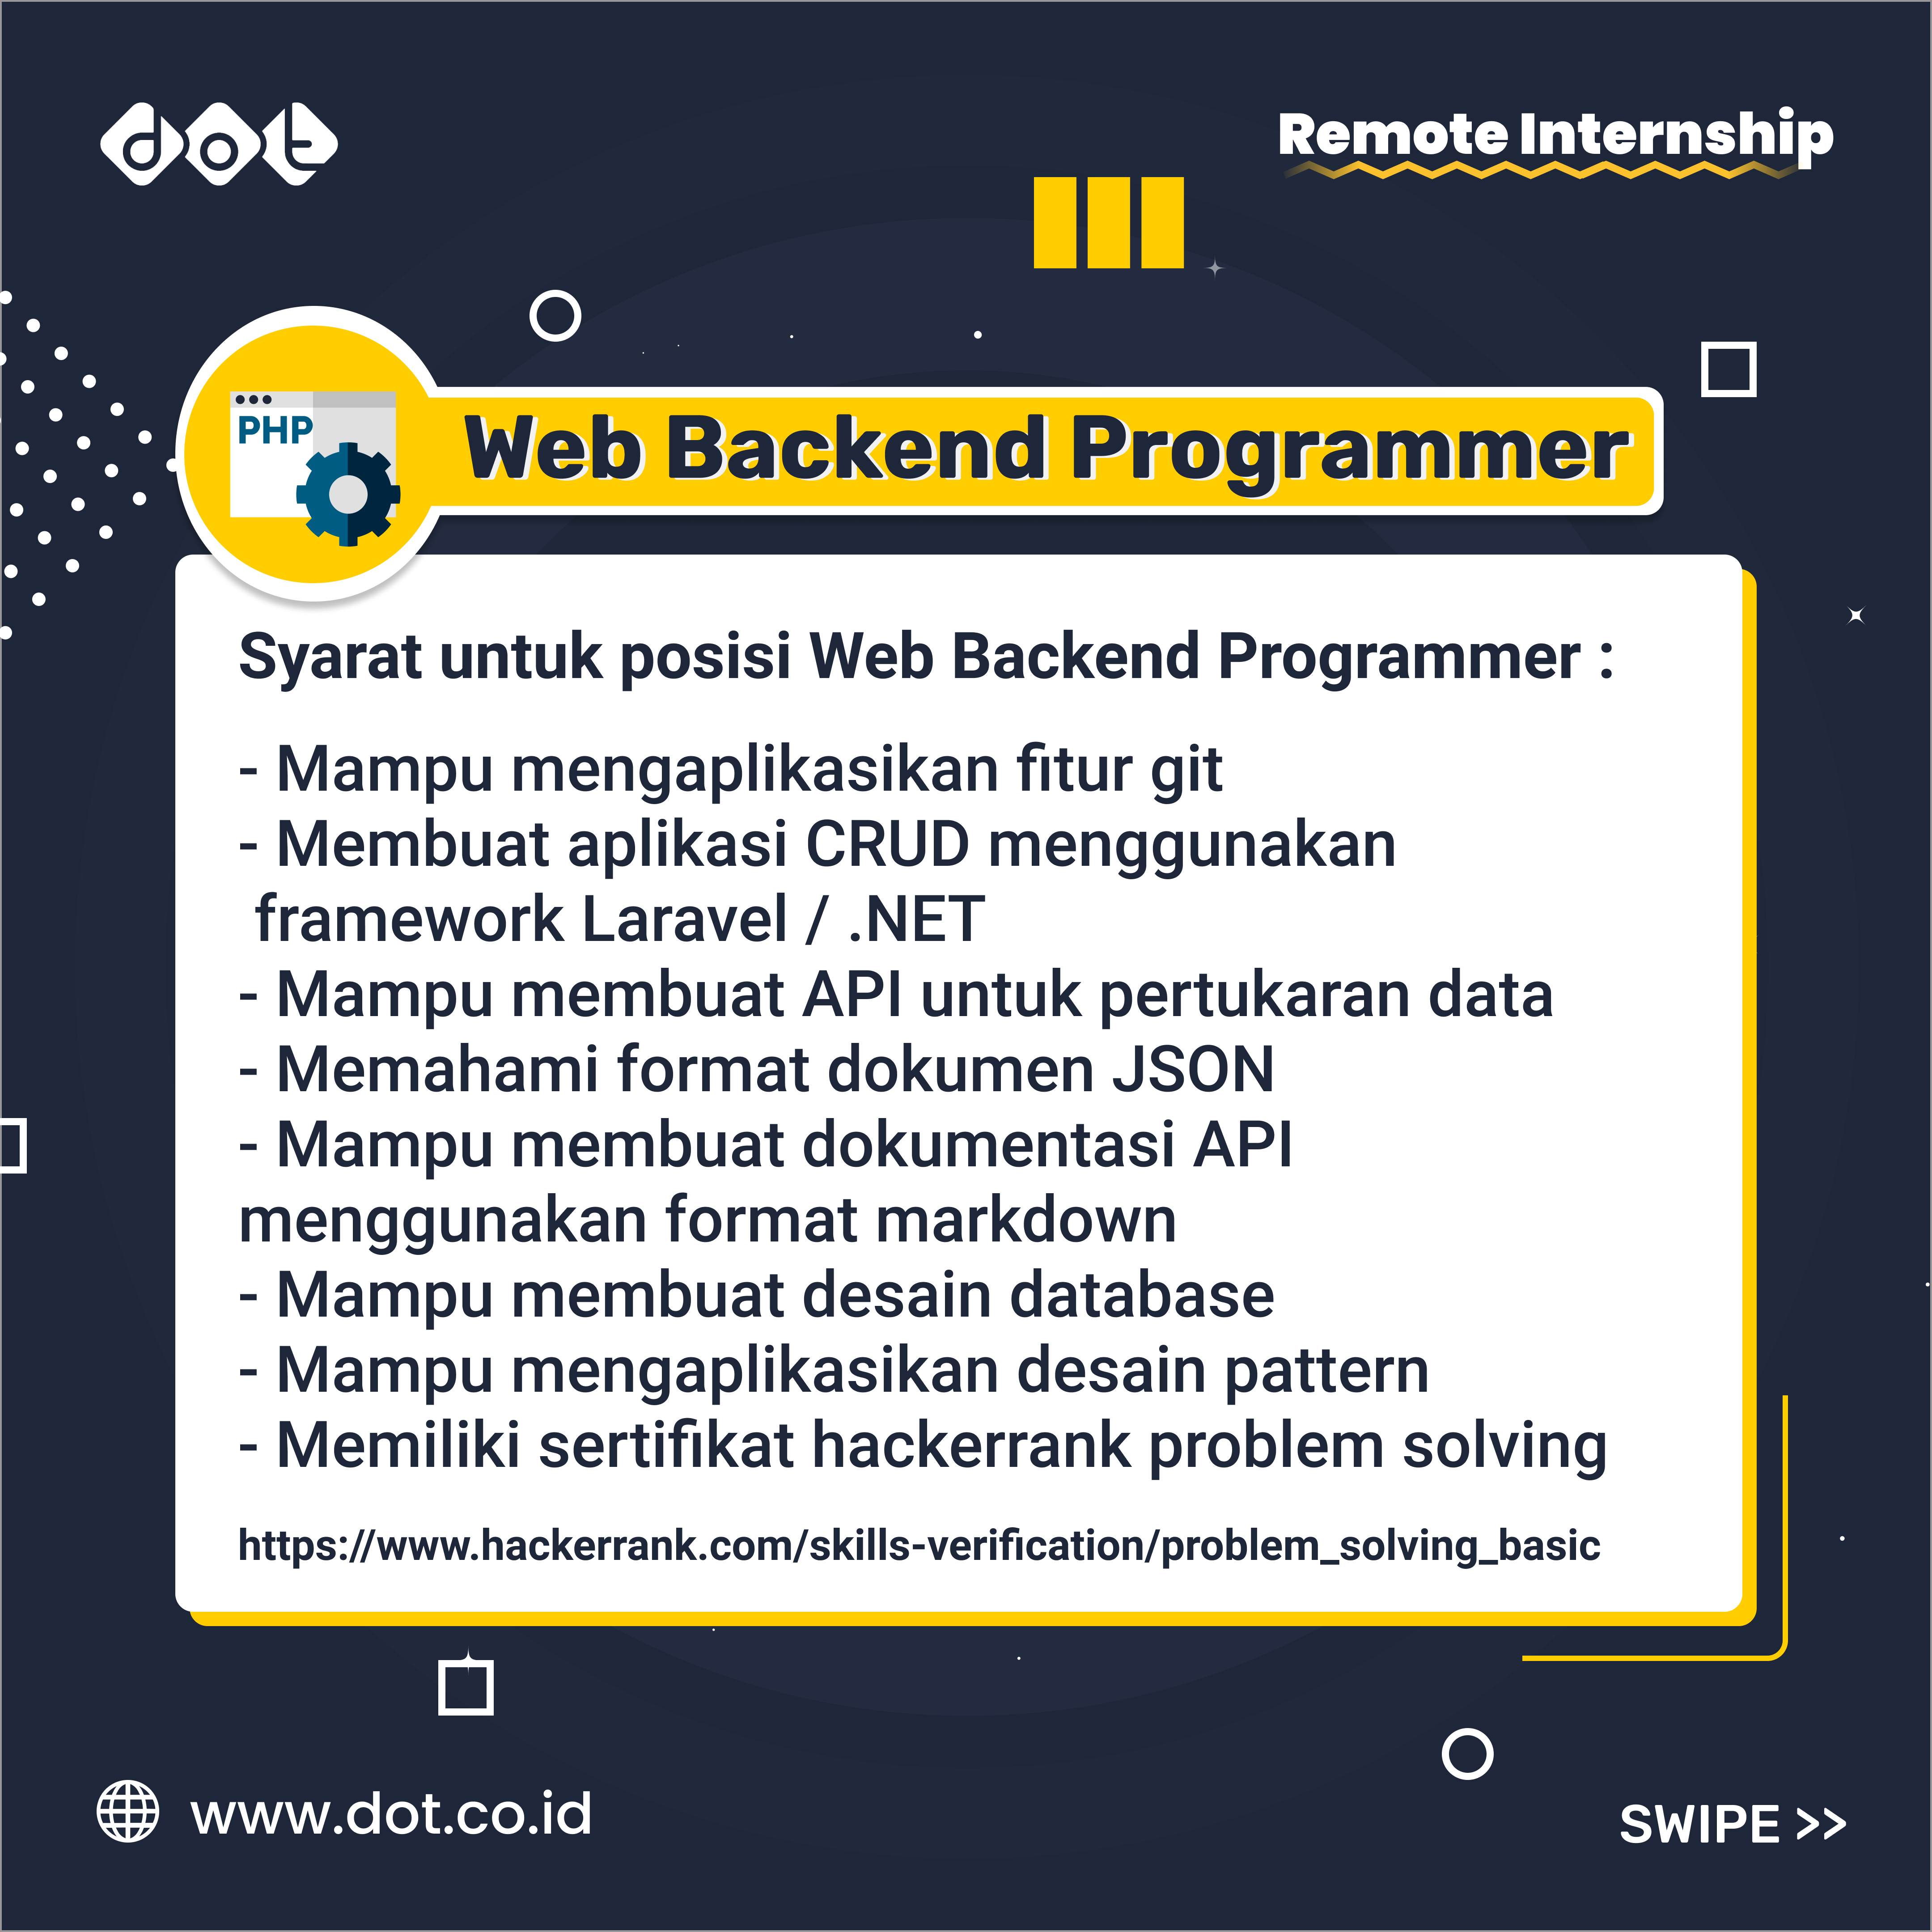 dot
Remote Internship
PHP
Web Backend Programmer
Syarat untuk posisi Web Backend Programmer :
- Mampu mengaplikasikan fitur git
- Membuat aplikasi CRUD menggunakan
framework Laravel / .NET
- Mampu membuat API untuk pertukaran data
- Memahami format dokumen JSON
- Mampu membuat dokumentasi API
menggunakan format markdown
- Mampu membuat desain database
- Mampu mengaplikasikan desain pattern
- Memiliki sertifikat hackerrank problem solving
https://www.hackerrank.com/skills-verification/problem_solving_basic
www.dot.co.id
SWIPE >>